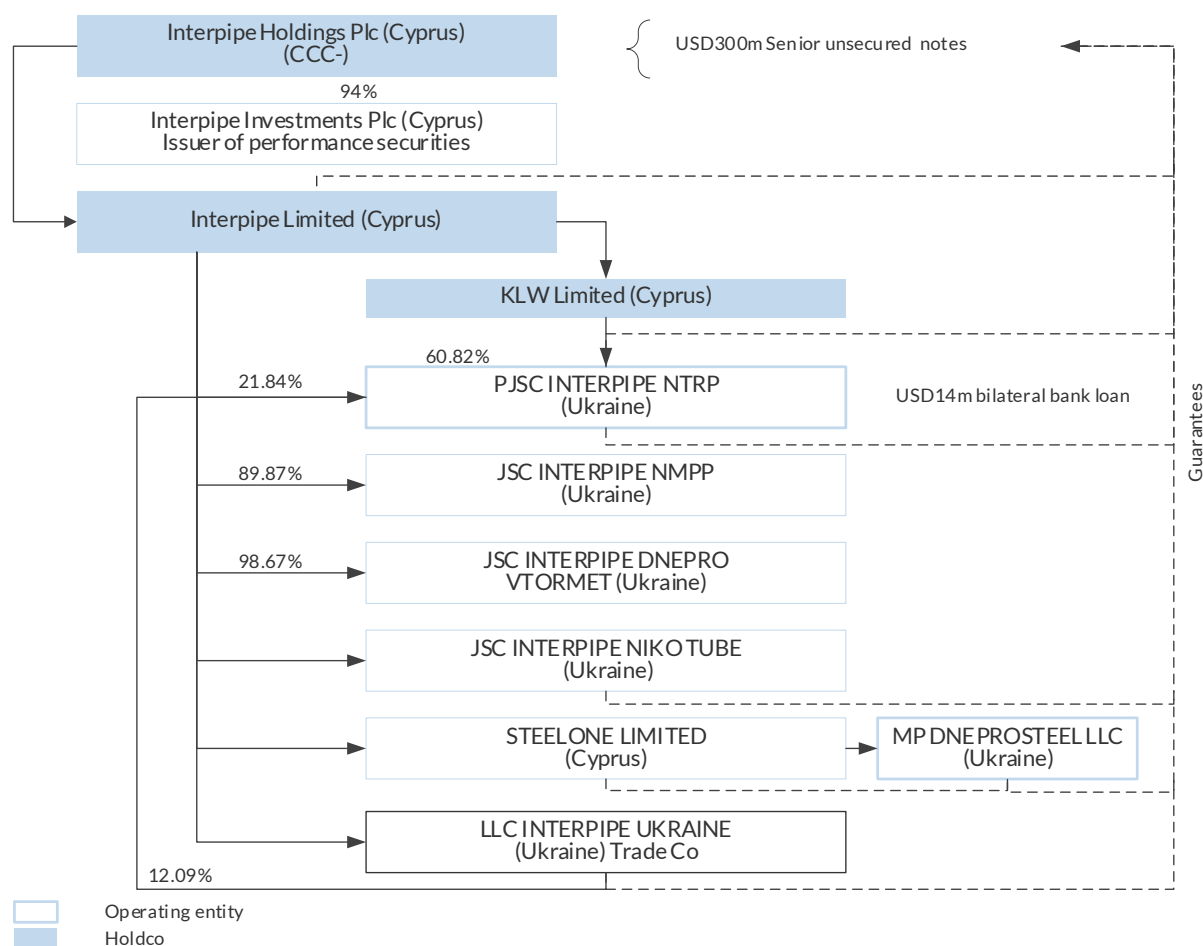 Interpipe Holdings Plc (Cyprus)
(CCC-)
USD300m Senior unsecured notes
94%
Interpipe Investments Plc (Cyprus)
Issuer of performance securities
Interpipe Limited (Cyprus)
KLW Limited (Cyprus)
60.82%
21.84%
PJSC INTERPIPE NTRP
(Ukraine)
USD14m bilateral bank loan
Guarantees
89.87%
JSC INTERPIPE NMPP
(Ukraine)
98.67%
JSC INTERPIPE DNEPRO
VTORMET (Ukraine)
JSC INTERPIPE NIKO TUBE
(Ukraine)
STEELONE LIMITED
(Cyprus)
MP DNEPROSTEEL LLC
(Ukraine)
LLC INTERPIPE UKRAINE
(Ukraine) Trade Co
12.09%
Operating entity
Holdco